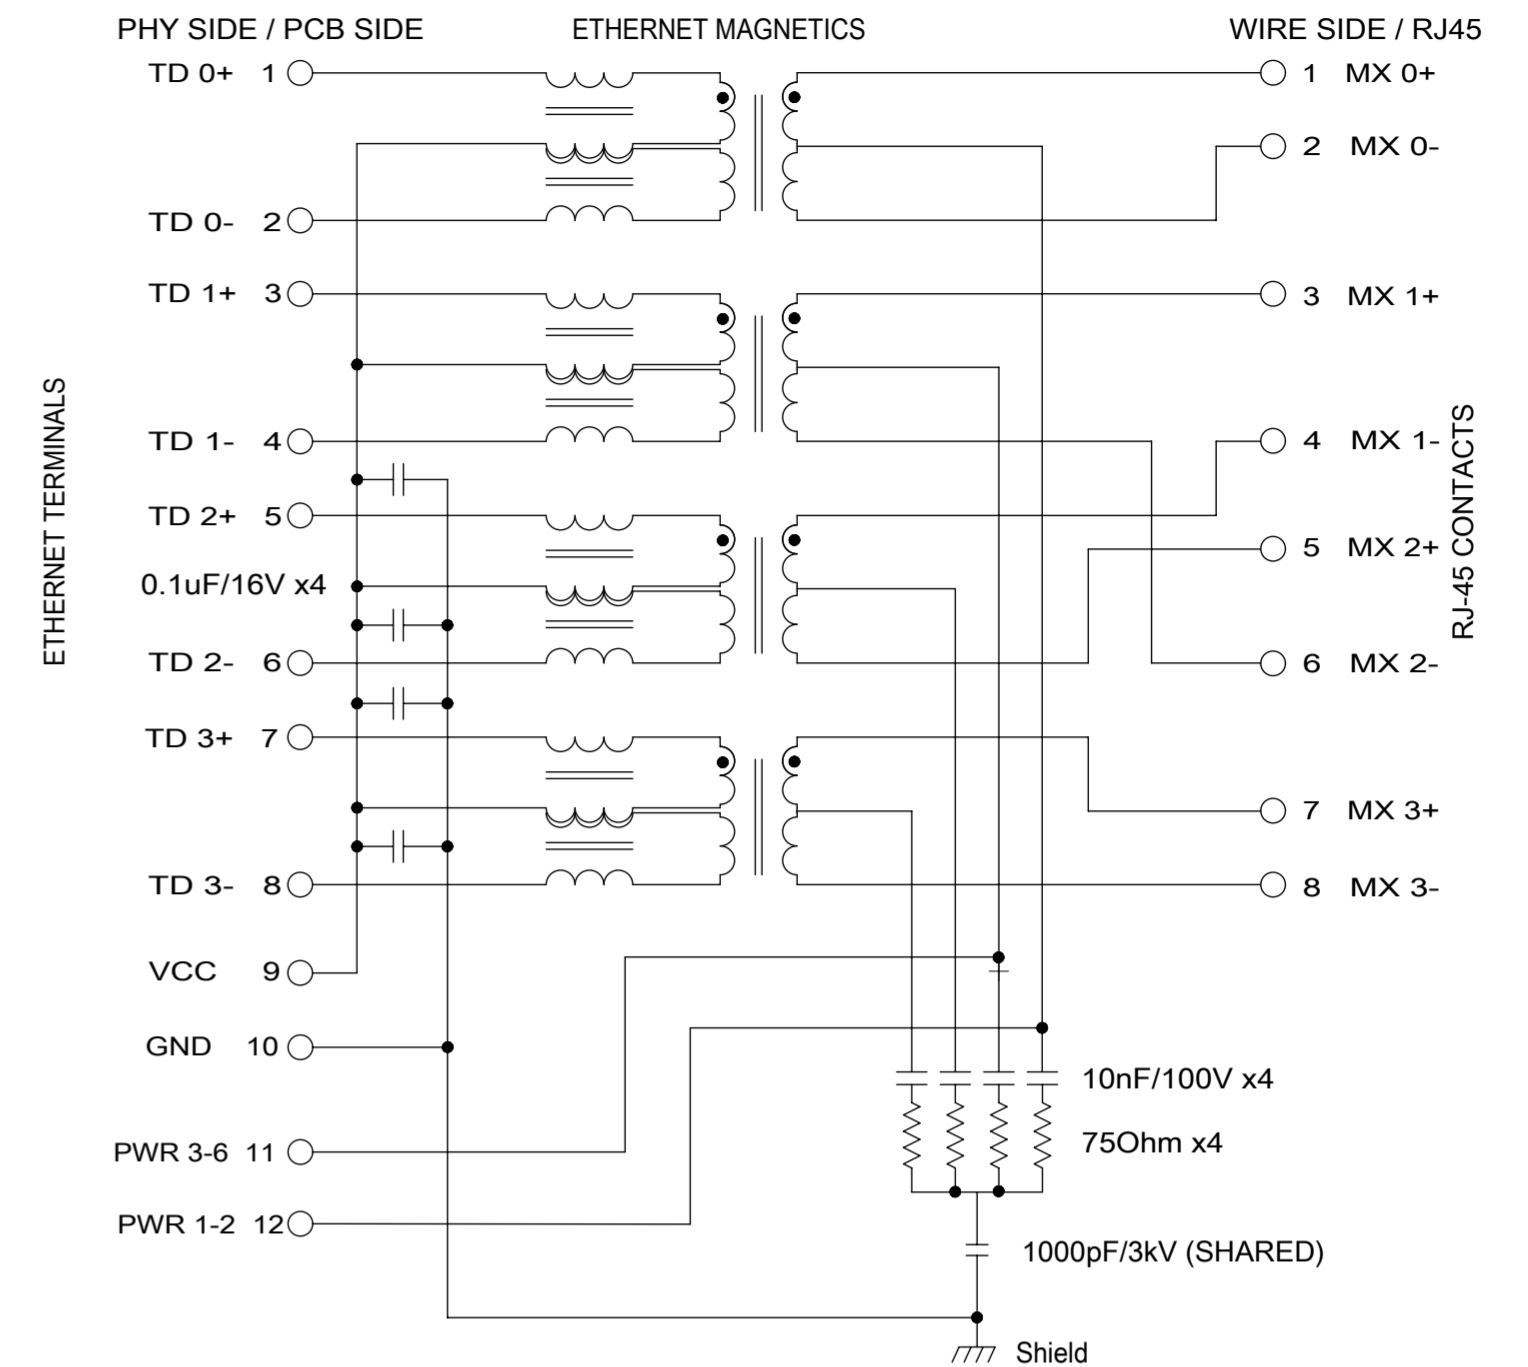 PHY SIDE / PCB SIDE ETHERNET MAGNETICS WIRE SIDE / RJ45
TD 0+ 1 1 MX 0+
2 MX 0-
TD 0- 2
TD 1+ 3 3 MX 1+
ETHERNET TERMINALS
RJ-45 CONTACTS
TD 1- 4 4 MX 1-
TD 2+ 5
5 MX 2+
0.1uF/16V x4
TD 2- 6 6 MX 2-
TD 3+ 7
7 MX 3+
TD 3- 8 8 MX 3-
VCC 9
GND 10
10nF/100V x4
75Ohm x4
PWR 3-6 11
PWR 1-2 12
1000pF/3kV (SHARED)
Shield